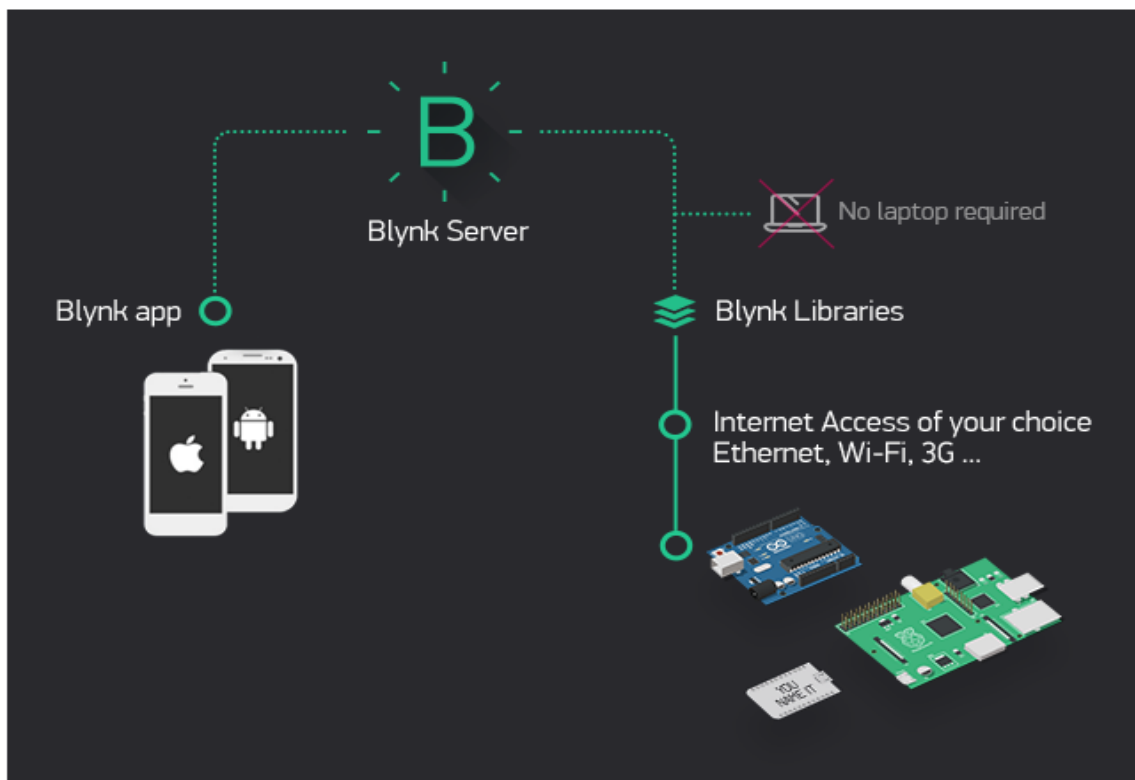 B
Blynk Server
No laptop required
Blynk app
Blynk Libraries
Internet Access of your choice
Ethernet, Wi-Fi, 3G ...
UNO
YOU
NAME IT